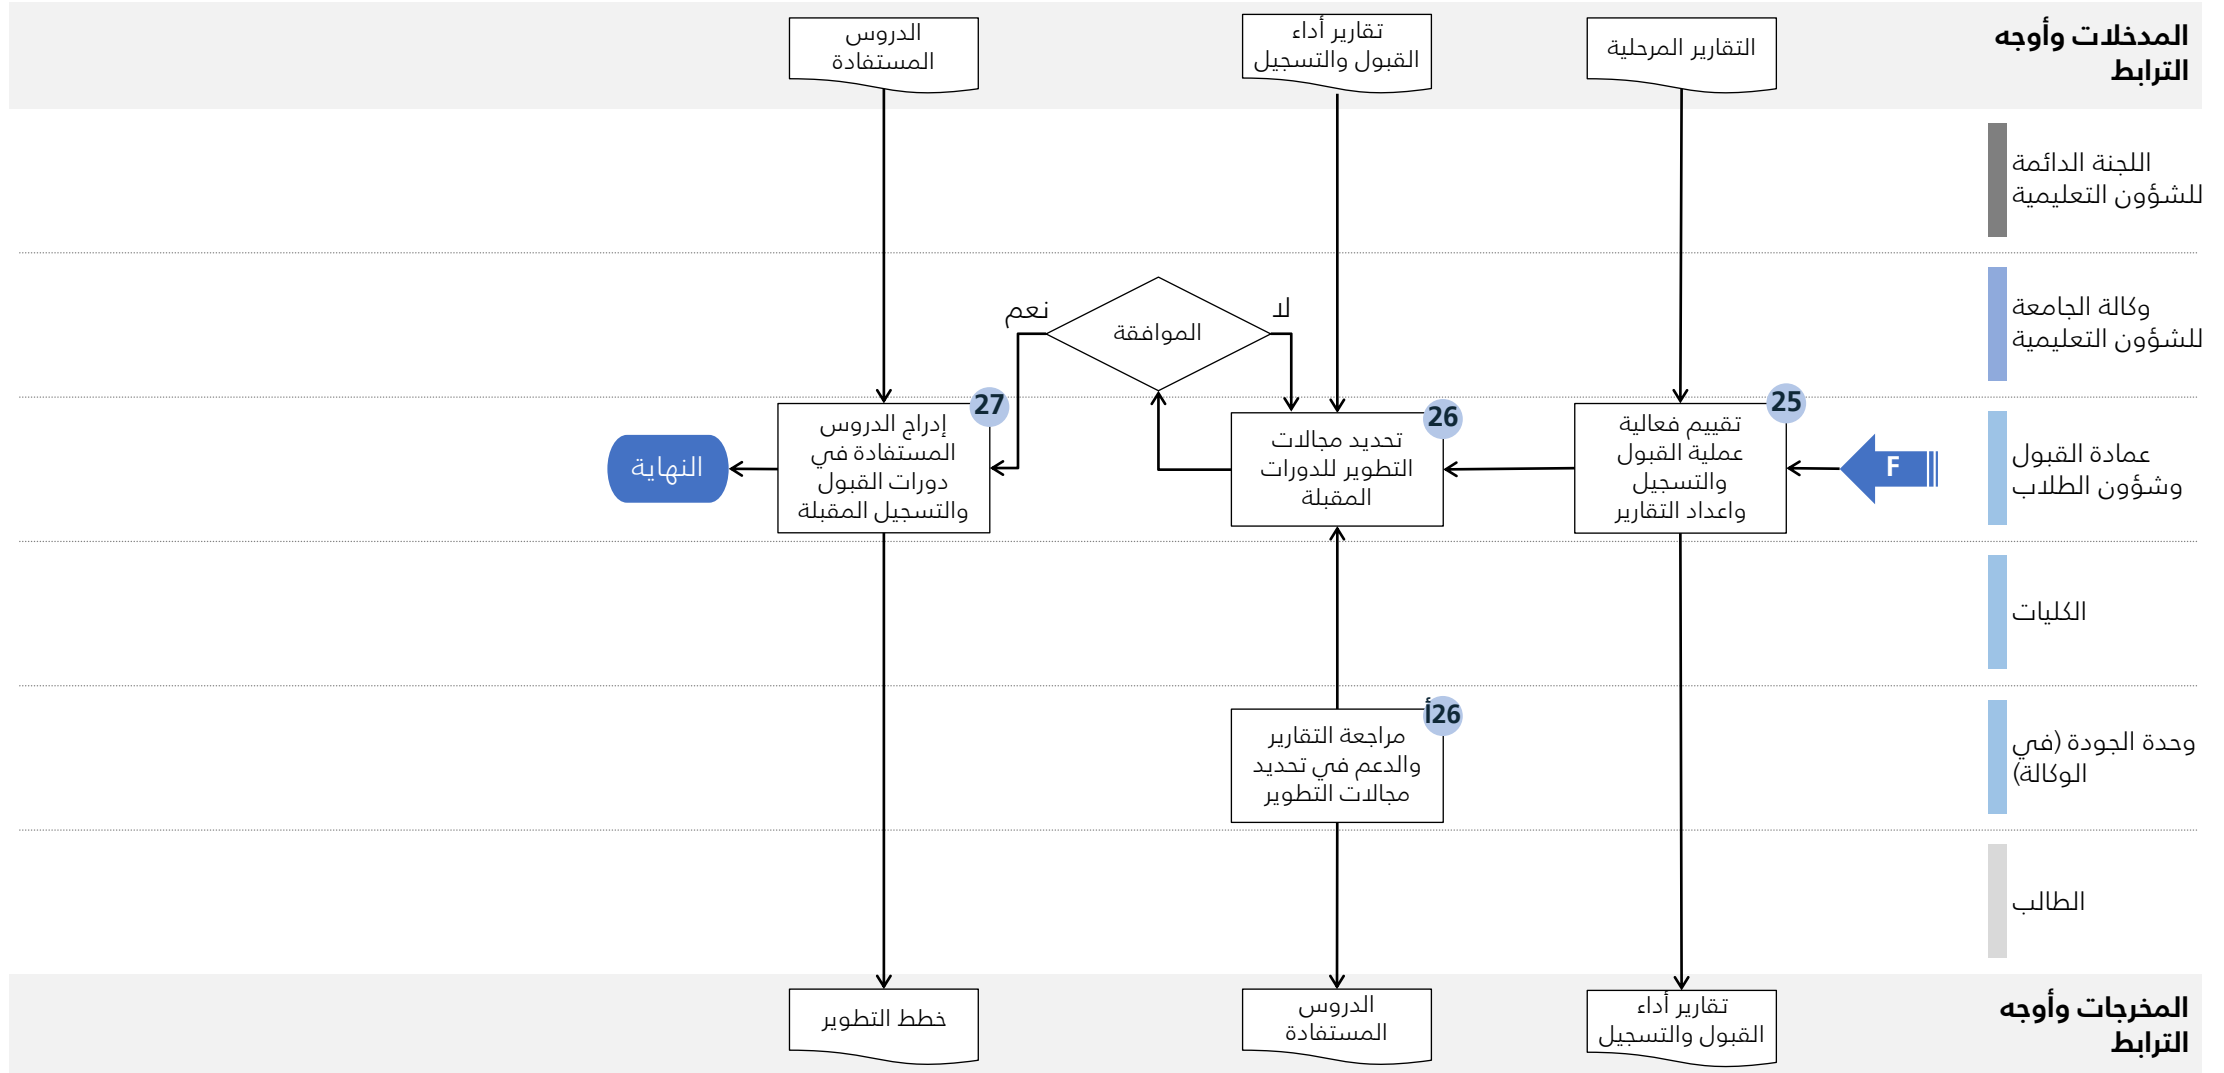 المدخلات وأوجه
الترابط
التقارير المرحلية
تقارير أداء
القبول والتسجيل
الدروس
المستفادة
اللجنة الدائمة
للشؤون التعليمية
وكالة الجامعة
للشؤون التعليمية
لا
الموافقة
نعم
عمادة القبول
وشؤون الطلاب
F
25
تقييم فعالية
عملية القبول
والتسجيل
واعداد التقارير
26
تحديد مجالات
التطوير للدورات
المقبلة
27
إدراج الدروس
المستفادة في
دورات القبول
والتسجيل المقبلة
النهاية
الكليات
وحدة الجودة (في
الوكالة)
26أ
مراجعة التقارير
والدعم في تحديد
مجالات التطوير
الطالب
المخرجات وأوجه
الترابط
تقارير أداء
القبول والتسجيل
الدروس
المستفادة
خطط التطوير